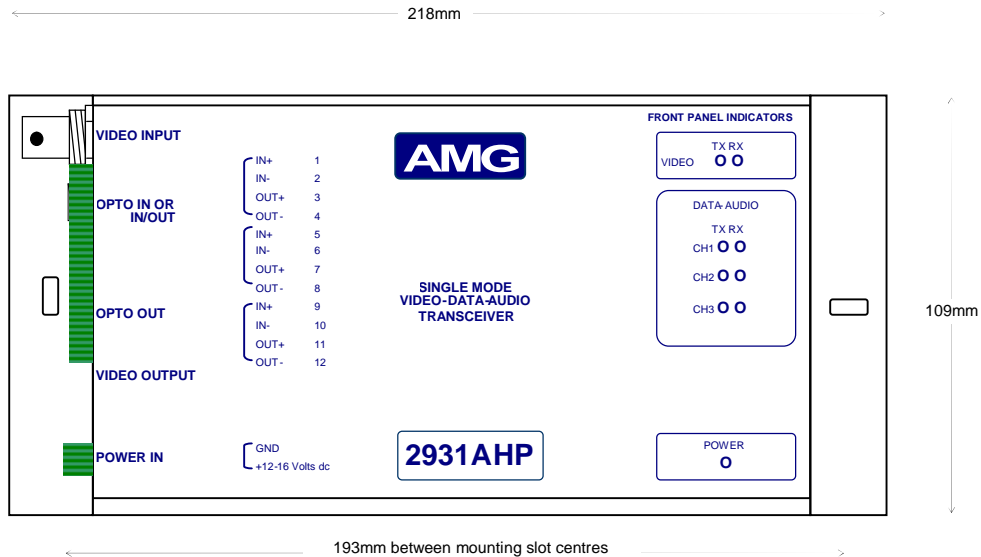 218mm
FRONT PANEL INDICATORS
VIDEO INPUT
AMG
TX RX
VIDEO O O
IN+ 1
IN- 2
OUT+ 3
OUT- 4
OPTO IN OR
IN/OUT
DATA-AUDIO
TX RX
CH1 O O
CH2 O O
CH3 O O
IN+ 5
IN- 6
OUT+ 7
OUT- 8
SINGLE MODE
VIDEO-DATA-AUDIO
TRANSCEIVER
OPTO OUT
IN+ 9
IN- 10
OUT+ 11
OUT- 12
109mm
VIDEO OUTPUT
POWER IN
GND
+12-16 Volts dc
2931AHP
POWER
O
193mm between mounting slot centres